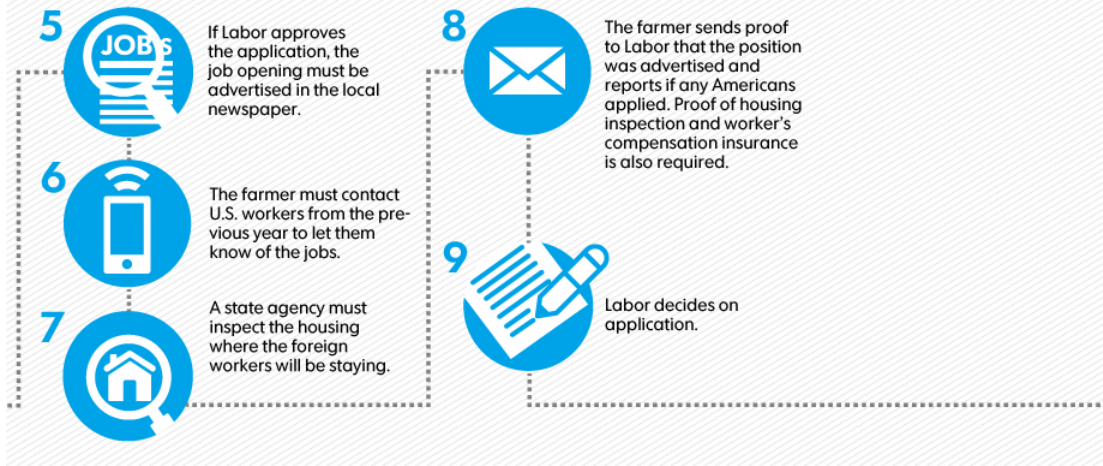 5
JOBS
If Labor approves
the application, the
job opening must be
advertised in the local
newspaper.
6
The farmer must contact
U.S. workers from the pre-
vious year to let them
know of the jobs.
7
A state agency must
inspect the housing
where the foreign
workers will be staying.
8
The farmer sends proof
to Labor that the position
was advertised and
reports if any Americans
applied. Proof of housing
inspection and worker’s
compensation insurance
is also required.
9
Labor decides on
application.